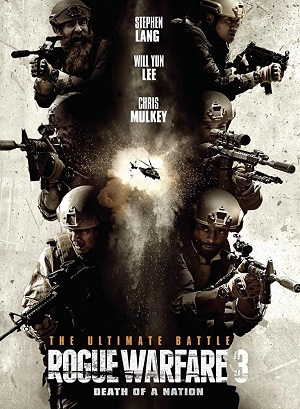 STEPHEN
LANG
WILL YUN
LEE
CHRIS
MULKEY
THE ULTIMATE BATTLE
ROGUE WARFARE 3
DEATH OF A NATION